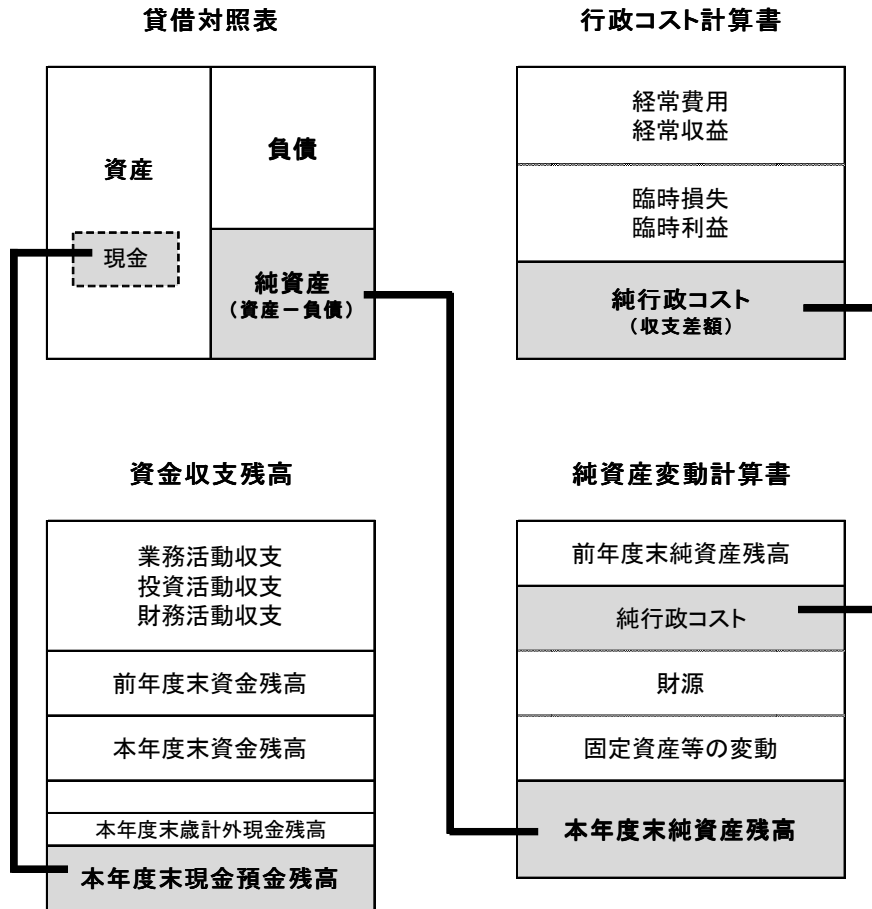 貸借対照表
資産
現金
負債
純資産
（資産－負債）
行政コスト計算書
経常費用
経常収益
臨時損失
臨時利益
純行政コスト
（収支差額）
資金収支残高
業務活動収支
投資活動収支
財務活動収支
前年度末資金残高
本年度末資金残高
本年度末歳計外現金残高
本年度末現金預金残高
純資産変動計算書
前年度末純資産残高
純行政コスト
財源
固定資産等の変動
本年度末純資産残高